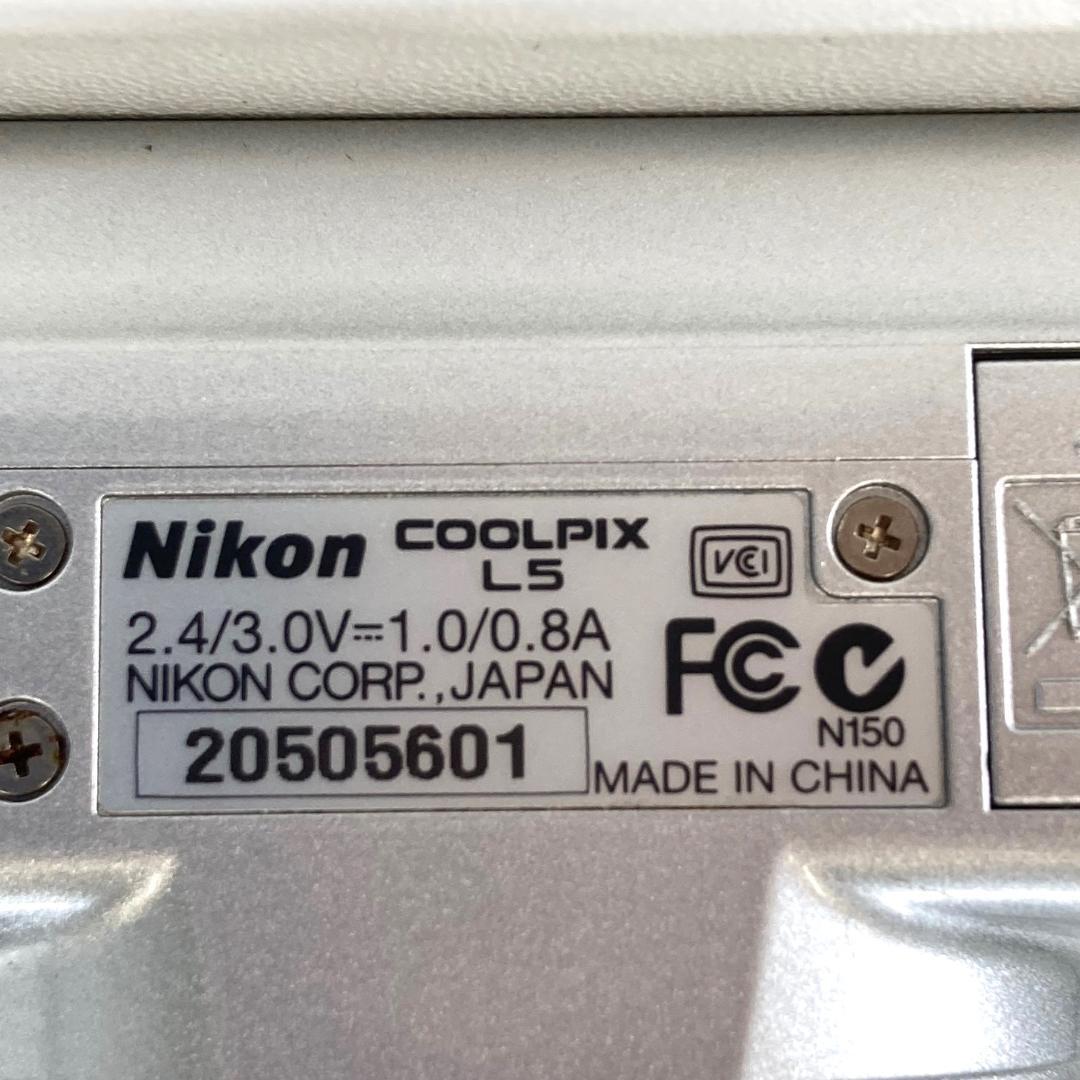 Nikon COOLPIX
L5
VCCI
2.4/3.0V⎓1.0/0.8A
NIKON CORP.,JAPAN
FC
N150
20505601
MADE IN CHINA